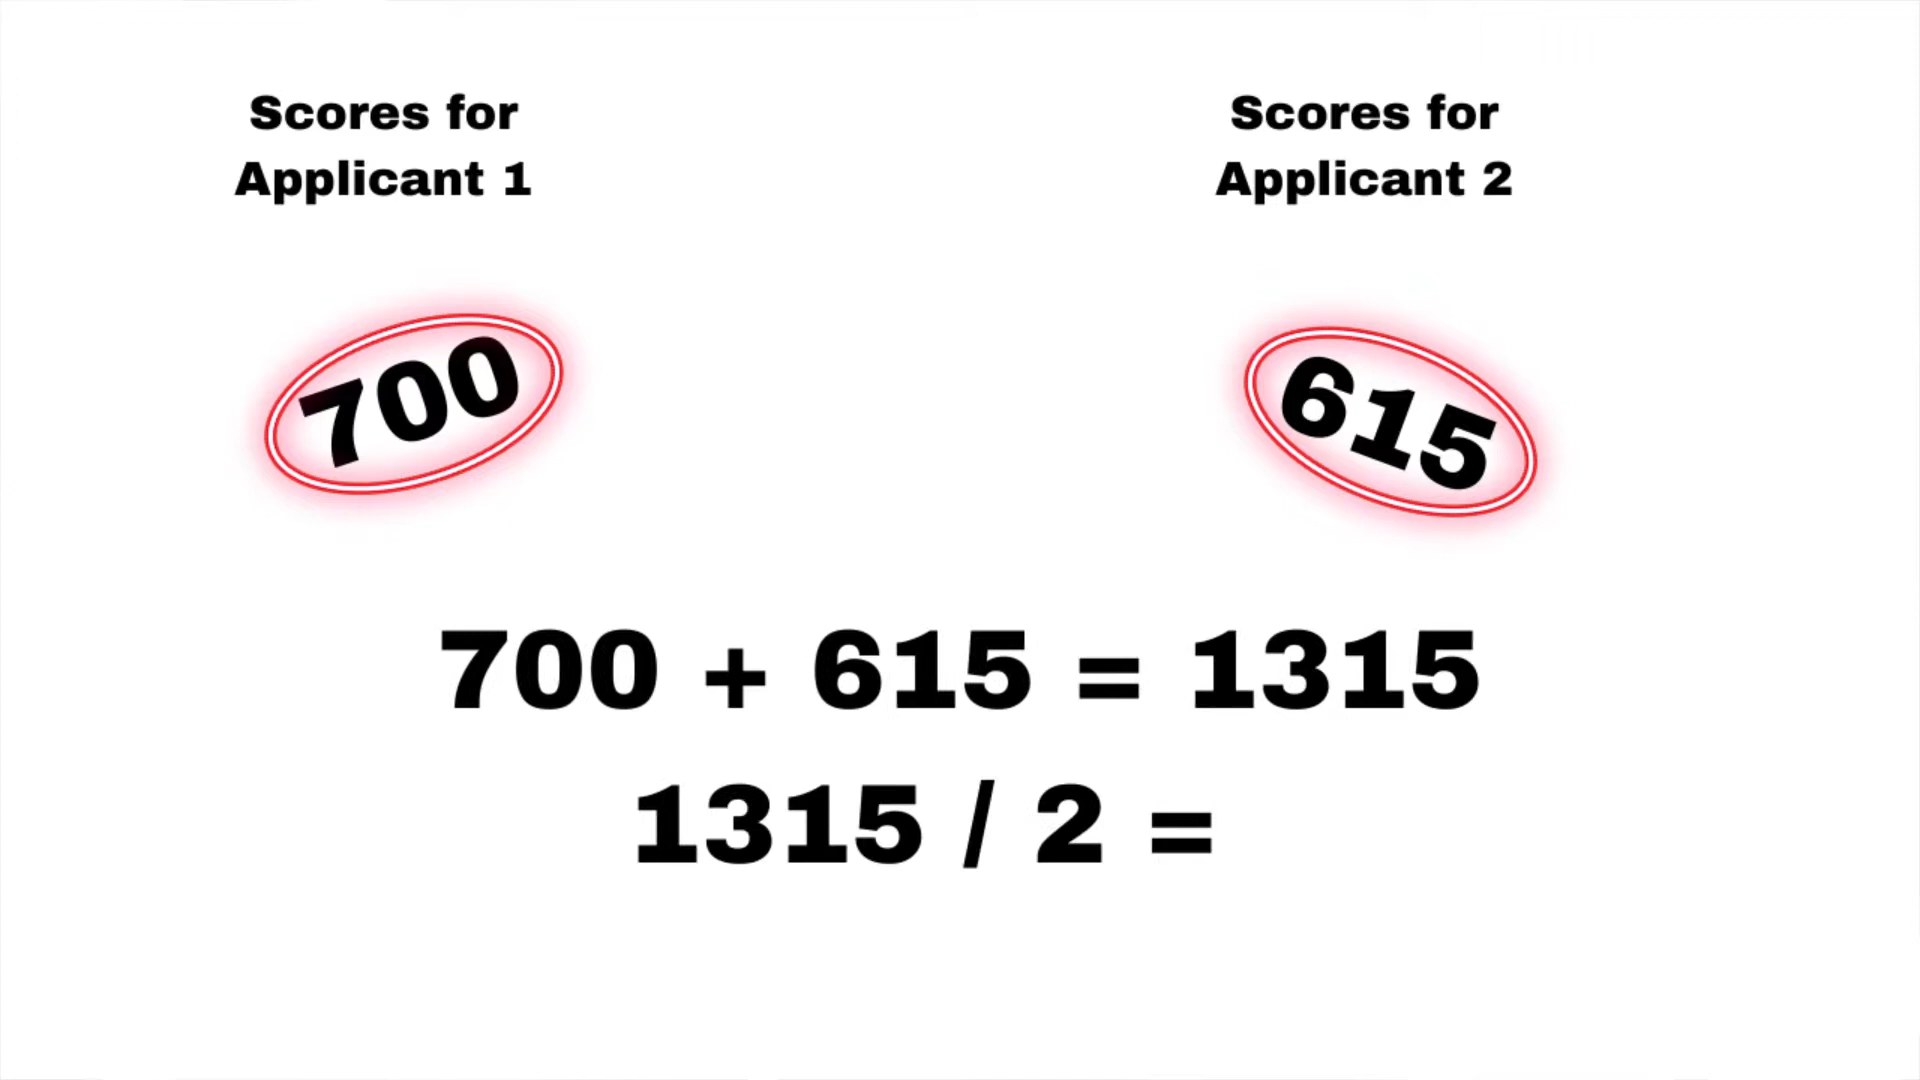 Scores for
Applicant 1
Scores for
Applicant 2
700
615
700 + 615 = 1315
1315 / 2 =